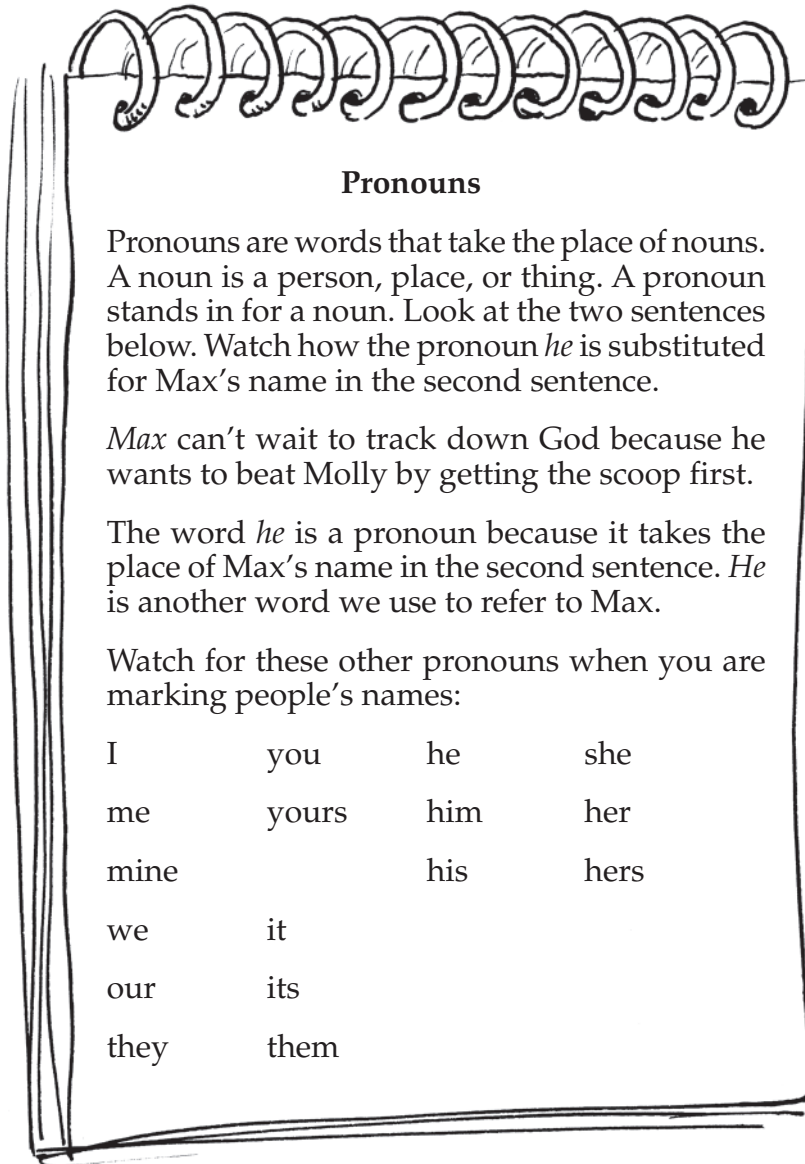 Pronouns
Pronouns are words that take the place of nouns.
A noun is a person, place, or thing. A pronoun
stands in for a noun. Look at the two sentences
below. Watch how the pronoun he is substituted
for Max’s name in the second sentence.
Max can’t wait to track down God because he
wants to beat Molly by getting the scoop first.
The word he is a pronoun because it takes the
place of Max’s name in the second sentence. He
is another word we use to refer to Max.
Watch for these other pronouns when you are
marking people’s names:
I you he she
me yours him her
mine his hers
we it
our its
they them